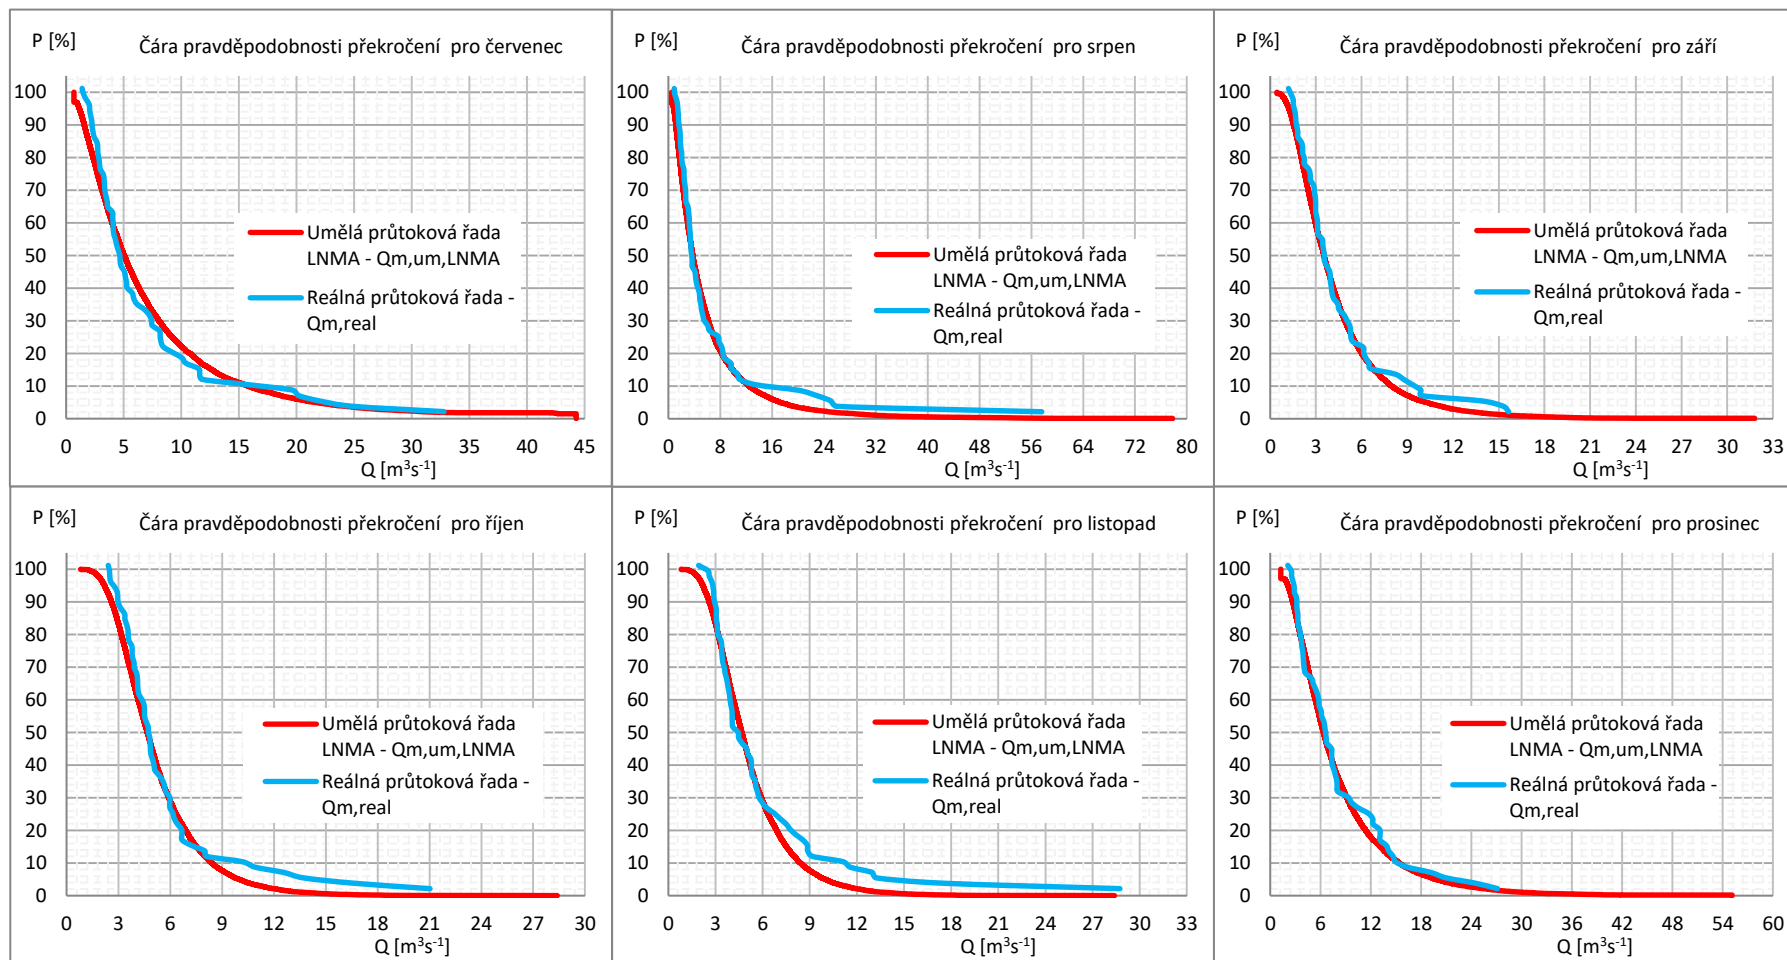 P [%]
Čára pravděpodobnosti překročení pro červenec
100
90
80
70
60
50
40
30
20
10
0
Umělá průtoková řada
LNMA - Qm,um,LNMA
Reálná průtoková řada -
Qm,real
0 5 10 15 20 25 30 35 40 45
Q [m³s⁻¹]
P [%]
Čára pravděpodobnosti překročení pro srpen
100
90
80
70
60
50
40
30
20
10
0
Umělá průtoková řada
LNMA - Qm,um,LNMA
Reálná průtoková řada -
Qm,real
0 8 16 24 32 40 48 56 64 72 80
Q [m³s⁻¹]
P [%]
Čára pravděpodobnosti překročení pro září
100
90
80
70
60
50
40
30
20
10
0
Umělá průtoková řada
LNMA - Qm,um,LNMA
Reálná průtoková řada -
Qm,real
0 3 6 9 12 15 18 21 24 27 30 33
Q [m³s⁻¹]
P [%]
Čára pravděpodobnosti překročení pro říjen
100
90
80
70
60
50
40
30
20
10
0
Umělá průtoková řada
LNMA - Qm,um,LNMA
Reálná průtoková řada -
Qm,real
0 3 6 9 12 15 18 21 24 27 30
Q [m³s⁻¹]
P [%]
Čára pravděpodobnosti překročení pro listopad
100
90
80
70
60
50
40
30
20
10
0
Umělá průtoková řada
LNMA - Qm,um,LNMA
Reálná průtoková řada -
Qm,real
0 3 6 9 12 15 18 21 24 27 30 33
Q [m³s⁻¹]
P [%]
Čára pravděpodobnosti překročení pro prosinec
100
90
80
70
60
50
40
30
20
10
0
Umělá průtoková řada
LNMA - Qm,um,LNMA
Reálná průtoková řada -
Qm,real
0 6 12 18 24 30 36 42 48 54 60
Q [m³s⁻¹]